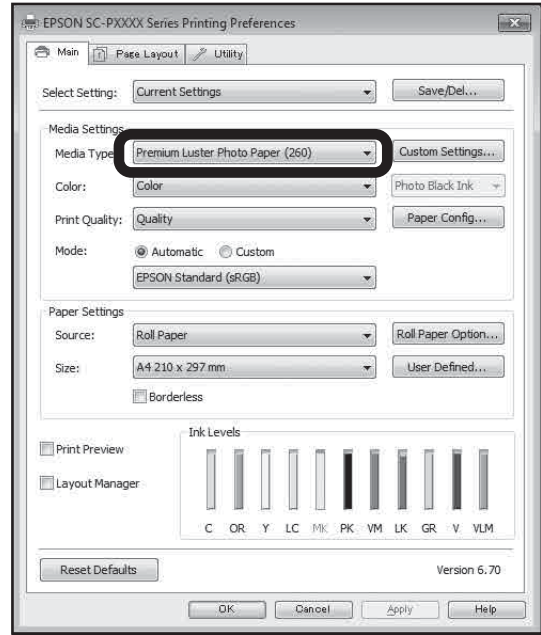 EPSON SC-PXXXX Series Printing Preferences
Main Page Layout Utility
Select Setting: Current Settings Save/Del...
Media Settings
Media Type Premium Luster Photo Paper (260) Custom Settings...
Color: Color Photo Black Ink
Print Quality: Quality Paper Config...
Mode: Automatic Custom
EPSON Standard (sRGB)
Paper Settings
Source: Roll Paper Roll Paper Option...
Size: A4 210 x 297 mm User Defined...
Borderless
Ink Levels
Print Preview
Layout Manager
C OR Y LC MK PK VM LK GR V VLM
Reset Defaults Version 6.70
OK Cancel Apply Help